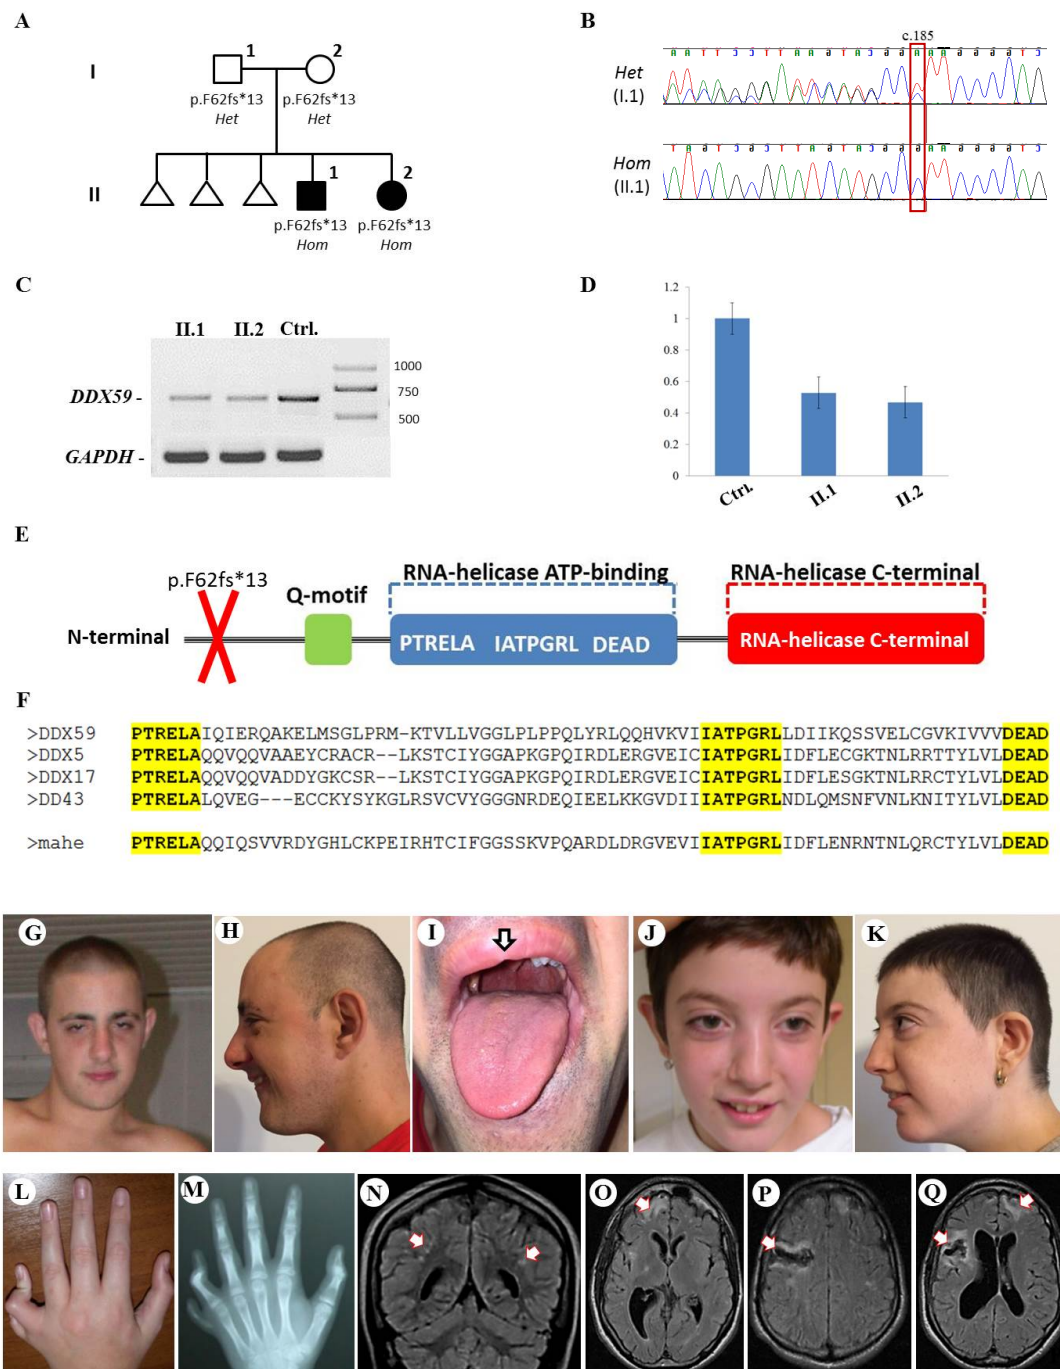 A
1
2
I
p.F62fs*13
p.F62fs*13
Het
Het
1
2
II
p.F62fs*13
p.F62fs*13
Hom
Hom
B
c.185
Het
(I.1)
Hom
(II.1)
C
II.1 II.2 Ctrl.
DDX59 -
GAPDH -
1000
750
500
D
1.2
1
0.8
0.6
0.4
0.2
0
Ctrl.
II.1
II.2
E
p.F62fs*13
Q-motif
RNA-helicase ATP-binding
RNA-helicase C-terminal
N-terminal
PTRELA IATPGRL DEAD
RNA-helicase C-terminal
F
>DDX59 PTRELAIQIERQAKELMSGLPRM-KTVLLVGGLPLPPQLYRLQQHVKVIIATPGRLLDIIKQSSVELCGVKIVVVDEAD
>DDX5 PTRELAQQVQQVAAEYCRACR--LKSTCIYGGAPKGPQIRDLERGVEICIATPGRLIDFLECGKTNLRRTTYLVLDEAD
>DDX17 PTRELAQQVQQVADDYGKCSR--LKSTCIYGGAPKGPQIRDLERGVEICIATPGRLIDFLESGKTNLRRCTYLVLDEAD
>DD43 PTRELALQVEG---ECCKYSYKGLRSVCVYGGGNRDEQIEELKKGVDIIIATPGRLNDLQMSNFVNLKNITYLVLDEAD
>mahe PTRELAQQIQSVVRDYGHLCKPEIRHTCIFGGSSKVPQARDLDRGVEVIIATPGRLIDFLENRNTNLQRCTYLVLDEAD
G
H
I
J
K
L
M
N
O
P
Q